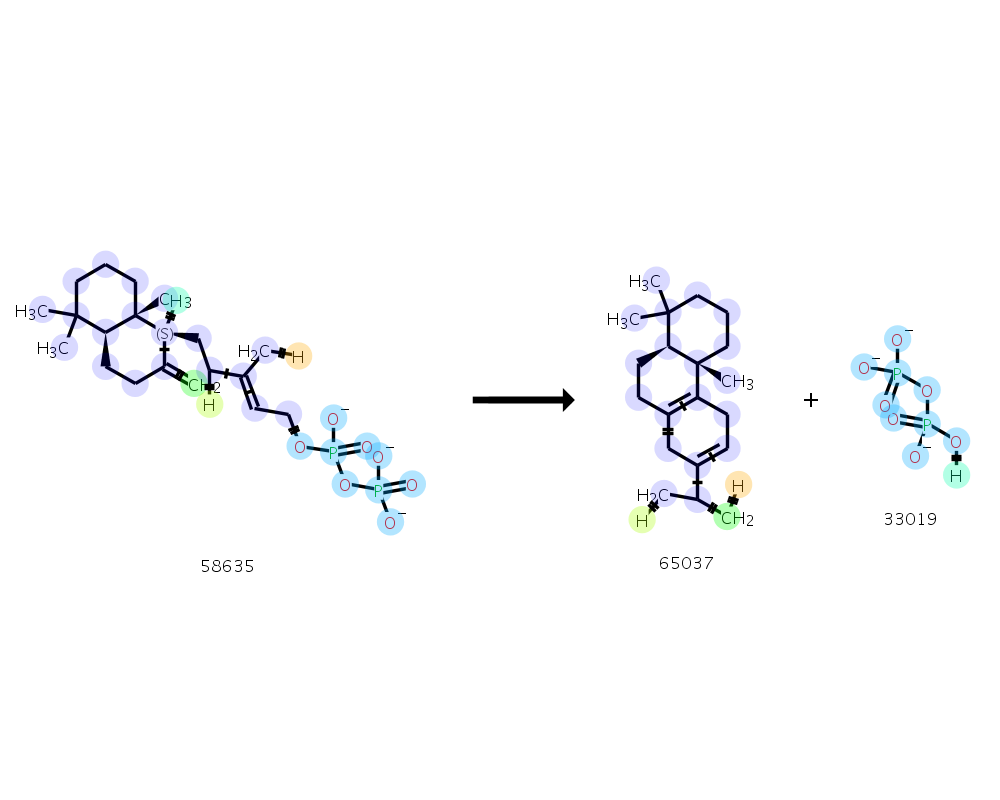 H₃C
H₃C
(S)
CH3
CH₂
H
H₂C
H
O
P
O⁻
O
O
P
O⁻
O
O⁻
58635
H₃C
H₃C
CH₃
H₂C
H
H
CH₂
65037
+
O⁻
O⁻
P
O
O
O
P
O⁻
O
H
33019